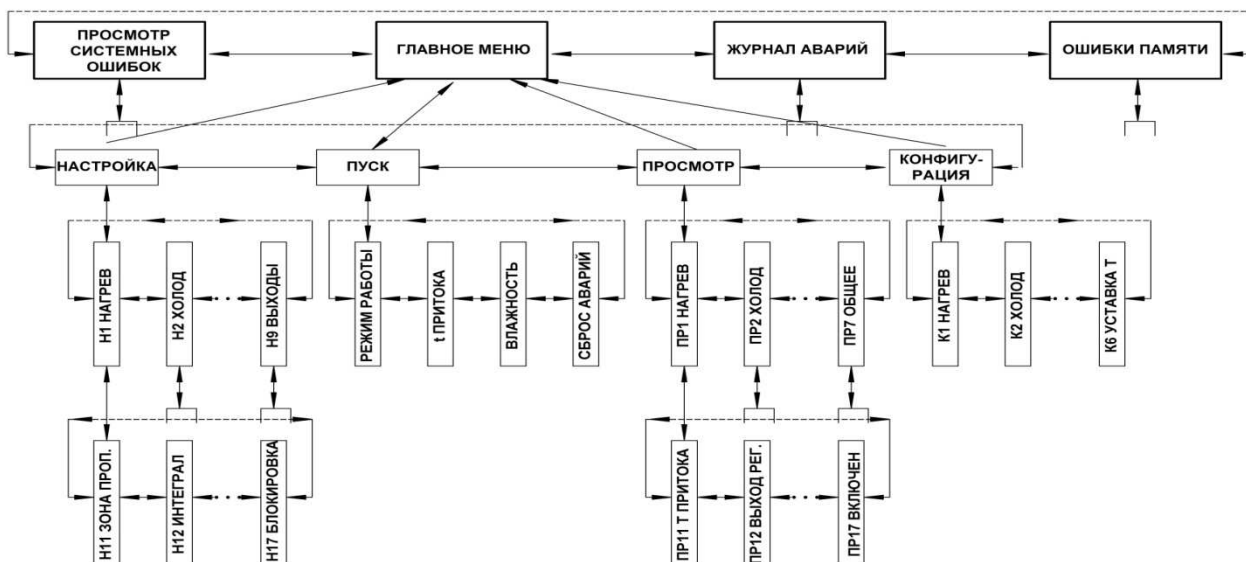 ПРОСМОТР
СИСТЕМНЫХ
ОШИБОК
ГЛАВНОЕ МЕНЮ
ЖУРНАЛ АВАРИЙ
ОШИБКИ ПАМЯТИ
НАСТРОЙКА
ПУСК
ПРОСМОТР
КОНФИГУ-
РАЦИЯ
Н1 НАГРЕВ
Н2 ХОЛОД
Н9 ВЫХОДЫ
РЕЖИМ РАБОТЫ
t ПРИТОКА
ВЛАЖНОСТЬ
СБРОС АВАРИЙ
ПР1 НАГРЕВ
ПР2 ХОЛОД
ПР7 ОБЩЕЕ
К1 НАГРЕВ
К2 ХОЛОД
К6 УСТАВКА Т
Н11 ЗОНА ПРОП.
Н12 ИНТЕГРАЛ
Н17 БЛОКИРОВКА
ПР11 Т ПРИТОКА
ПР12 ВЫХОД РЕГ.
ПР17 ВКЛЮЧЕН